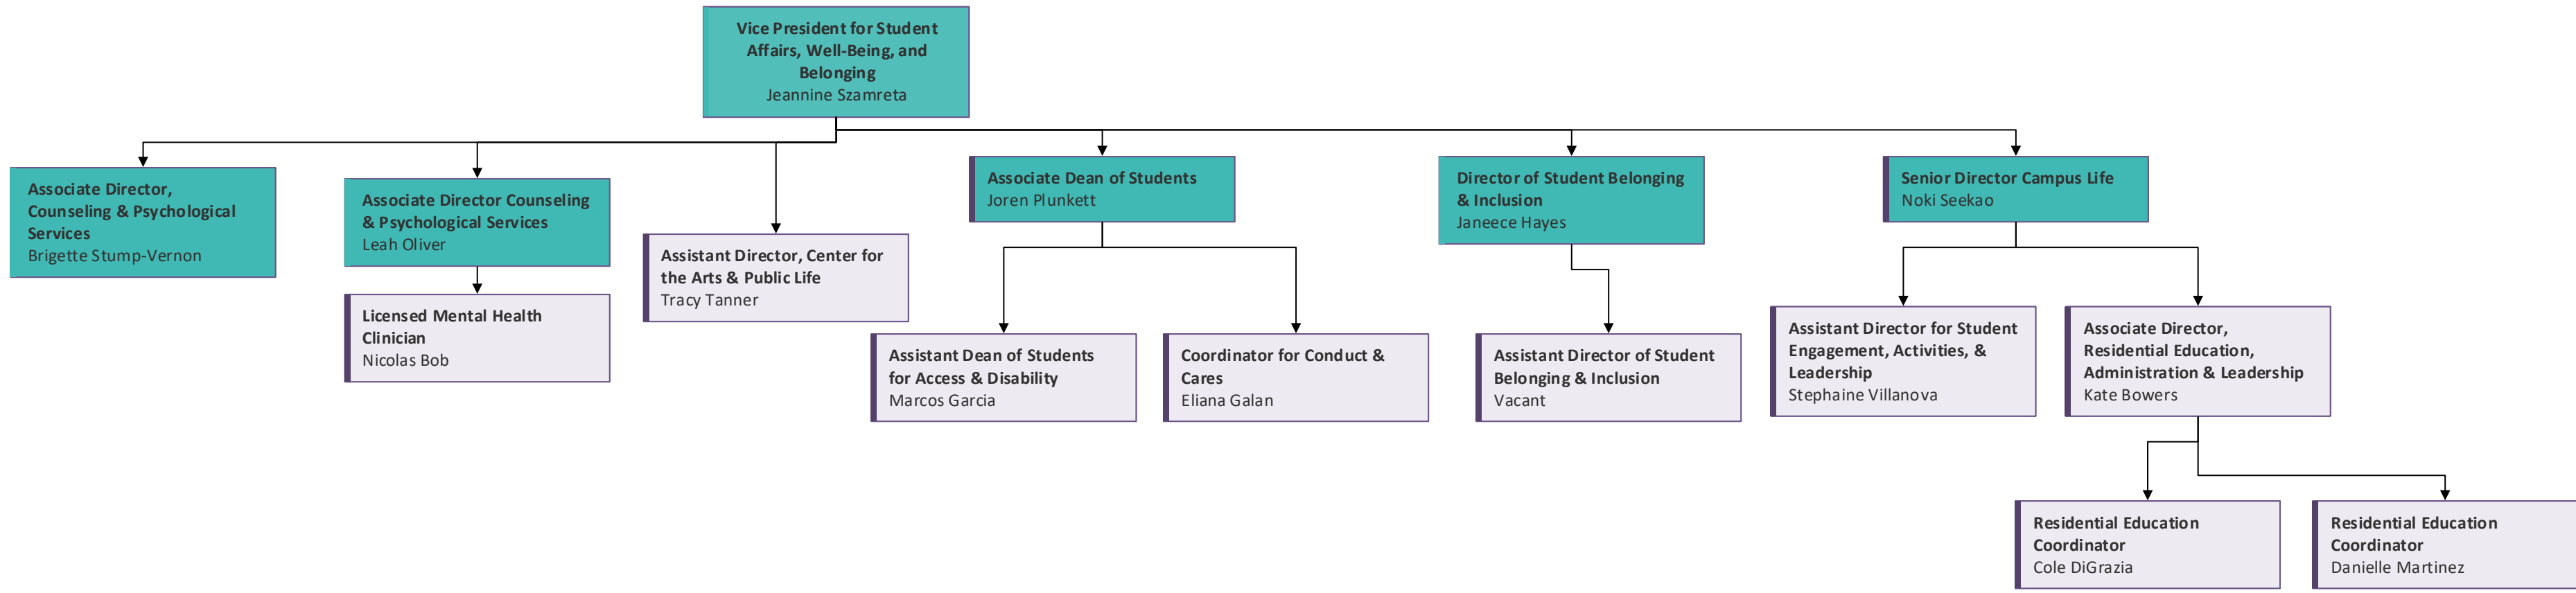 Vice President for Student
Affairs, Well-Being, and
Belonging
Jeannine Szamreta
Associate Director,
Counseling & Psychological
Services
Brigette Stump-Vernon
Associate Director Counseling
& Psychological Services
Leah Oliver
Licensed Mental Health
Clinician
Nicolas Bob
Assistant Director, Center for
the Arts & Public Life
Tracy Tanner
Associate Dean of Students
Joren Plunkett
Assistant Dean of Students
for Access & Disability
Marcos Garcia
Coordinator for Conduct &
Cares
Eliana Galan
Director of Student Belonging
& Inclusion
Janeece Hayes
Assistant Director of Student
Belonging & Inclusion
Vacant
Senior Director Campus Life
Noki Seekao
Assistant Director for Student
Engagement, Activities, &
Leadership
Stephaine Villanova
Associate Director,
Residential Education,
Administration & Leadership
Kate Bowers
Residential Education
Coordinator
Cole DiGrazia
Residential Education
Coordinator
Danielle Martinez